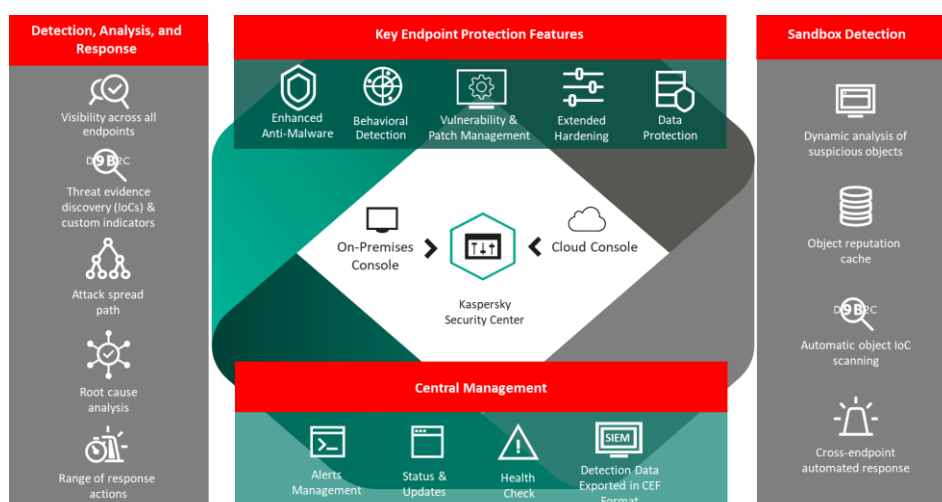 Detection, Analysis, and
Response
Visibility across all
endpoints
D9B2C
Threat evidence
discovery (IoCs) &
custom indicators
Attack spread
path
Root cause
analysis
Range of response
actions
Key Endpoint Protection Features
Enhanced
Anti-Malware
Behavioral
Detection
Vulnerability &
Patch Management
Extended
Hardening
Data
Protection
On-Premises
Console
Cloud Console
Kaspersky
Security Center
Central Management
Alerts
Management
Status &
Updates
Health
Check
SIEM
Detection Data
Exported in CEF
Format
Sandbox Detection
Dynamic analysis of
suspicious objects
Object reputation
cache
D9B2C
Automatic object IoC
scanning
Cross-endpoint
automated response